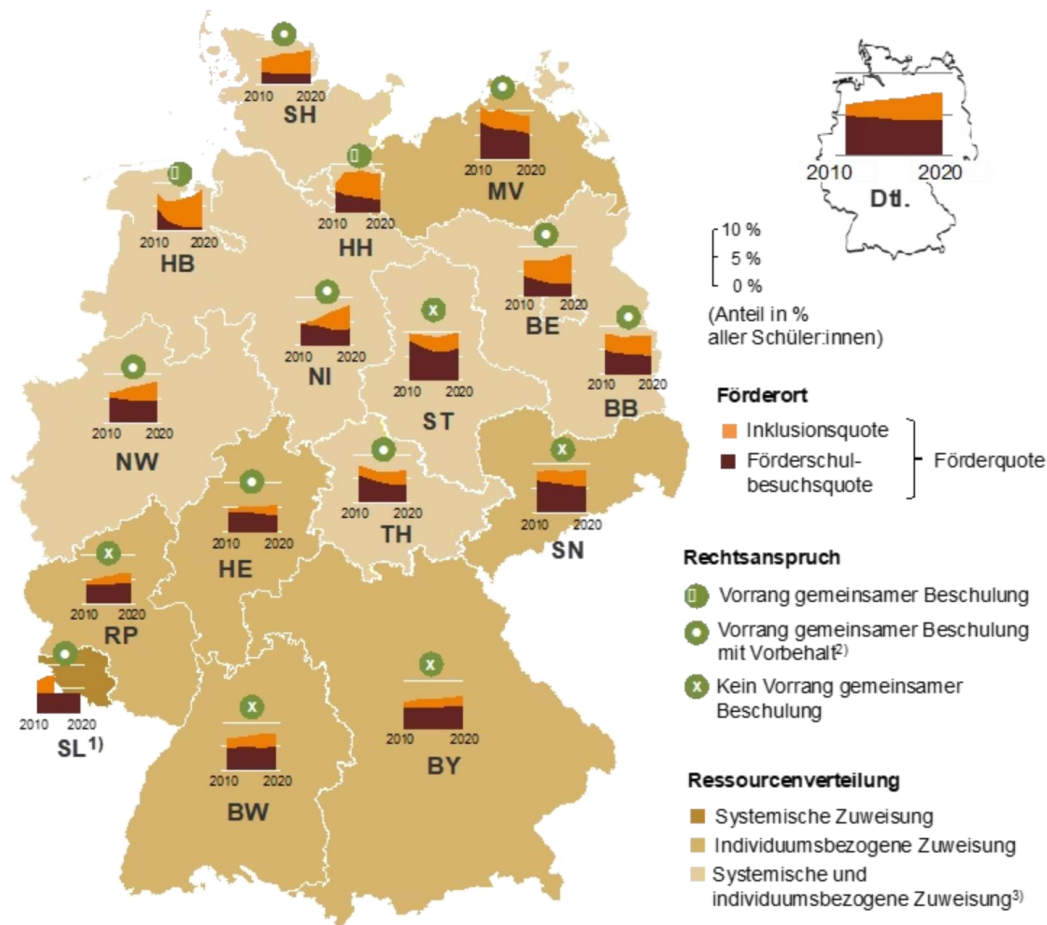 2010 2020
SH
2010 2020
MV
2010 2020
Dtl.
2010 2020
HB
2010 2020
HH
10 %
5 %
0 %
(Anteil in %
aller Schüler:innen)
2010 2020
BE
2010 2020
NI
x
2010 2020
ST
2010 2020
BB
2010 2020
NW
Förderort
Inklusionsquote
Förderschul-
besuchsquote
Förderquote
2010 2020
TH
x
2010 2020
SN
2010 2020
HE
x
2010 2020
RP
Rechtsanspruch
Vorrang gemeinsamer Beschulung
Vorrang gemeinsamer Beschulung
mit Vorbehalt2)
x Kein Vorrang gemeinsamer
Beschulung
2010 2020
SL1)
x
2010 2020
BY
x
2010 2020
BW
Ressourcenverteilung
Systemische Zuweisung
Individuumsbezogene Zuweisung
Systemische und
individuumsbezogene Zuweisung3)